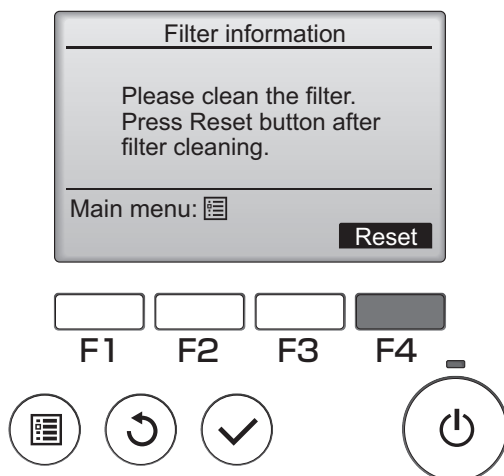 Filter information
Please clean the filter.
Press Reset button after
filter cleaning.
Main menu:
Reset
F1 F2 F3 F4